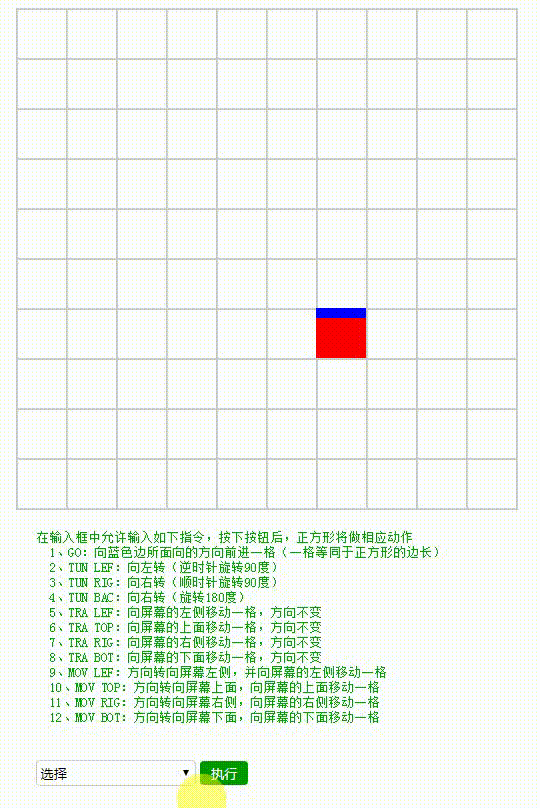 在输入框中允许输入如下指令，按下按钮后，正方形将做相应动作
1、GO：向蓝色边所面向的方向前进一格（一格等同于正方形的边长）
2、TUN LEF：向左转（逆时针旋转90度）
3、TUN RIG：向右转（顺时针旋转90度）
4、TUN BAC：向右转（旋转180度）
5、TRA LEF：向屏幕的左侧移动一格，方向不变
6、TRA TOP：向屏幕的上面移动一格，方向不变
7、TRA RIG：向屏幕的右侧移动一格，方向不变
8、TRA BOT：向屏幕的下面移动一格，方向不变
9、MOV LEF：方向转向屏幕左侧，并向屏幕的左侧移动一格
10、MOV TOP：方向转向屏幕上面，向屏幕的上面移动一格
11、MOV RIG：方向转向屏幕右侧，向屏幕的右侧移动一格
12、MOV BOT：方向转向屏幕下面，向屏幕的下面移动一格
选择 执行